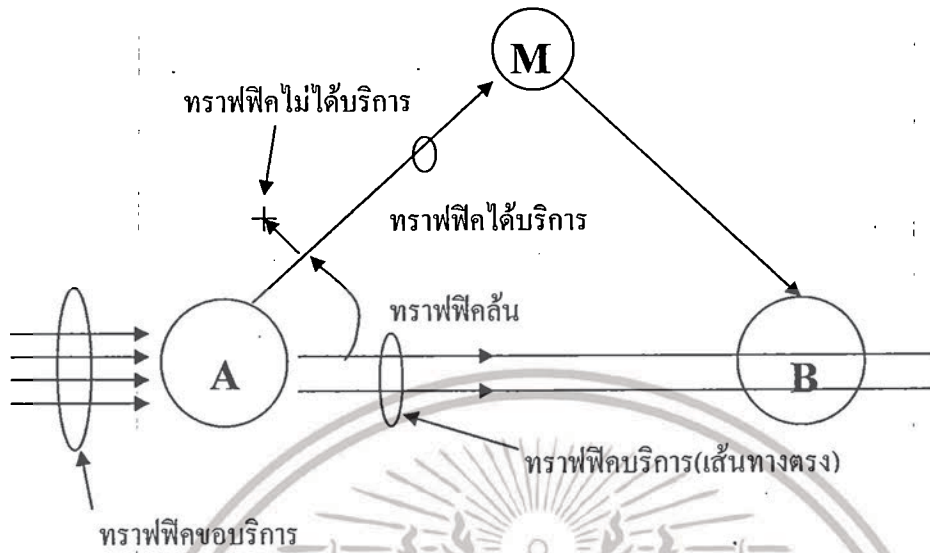 M
ทราฟฟิคไม่ได้บริการ
ทราฟฟิคได้บริการ
ทราฟฟิคล้น
A
B
ทราฟฟิคบริการ(เส้นทางตรง)
ทราฟฟิคขอบริการ